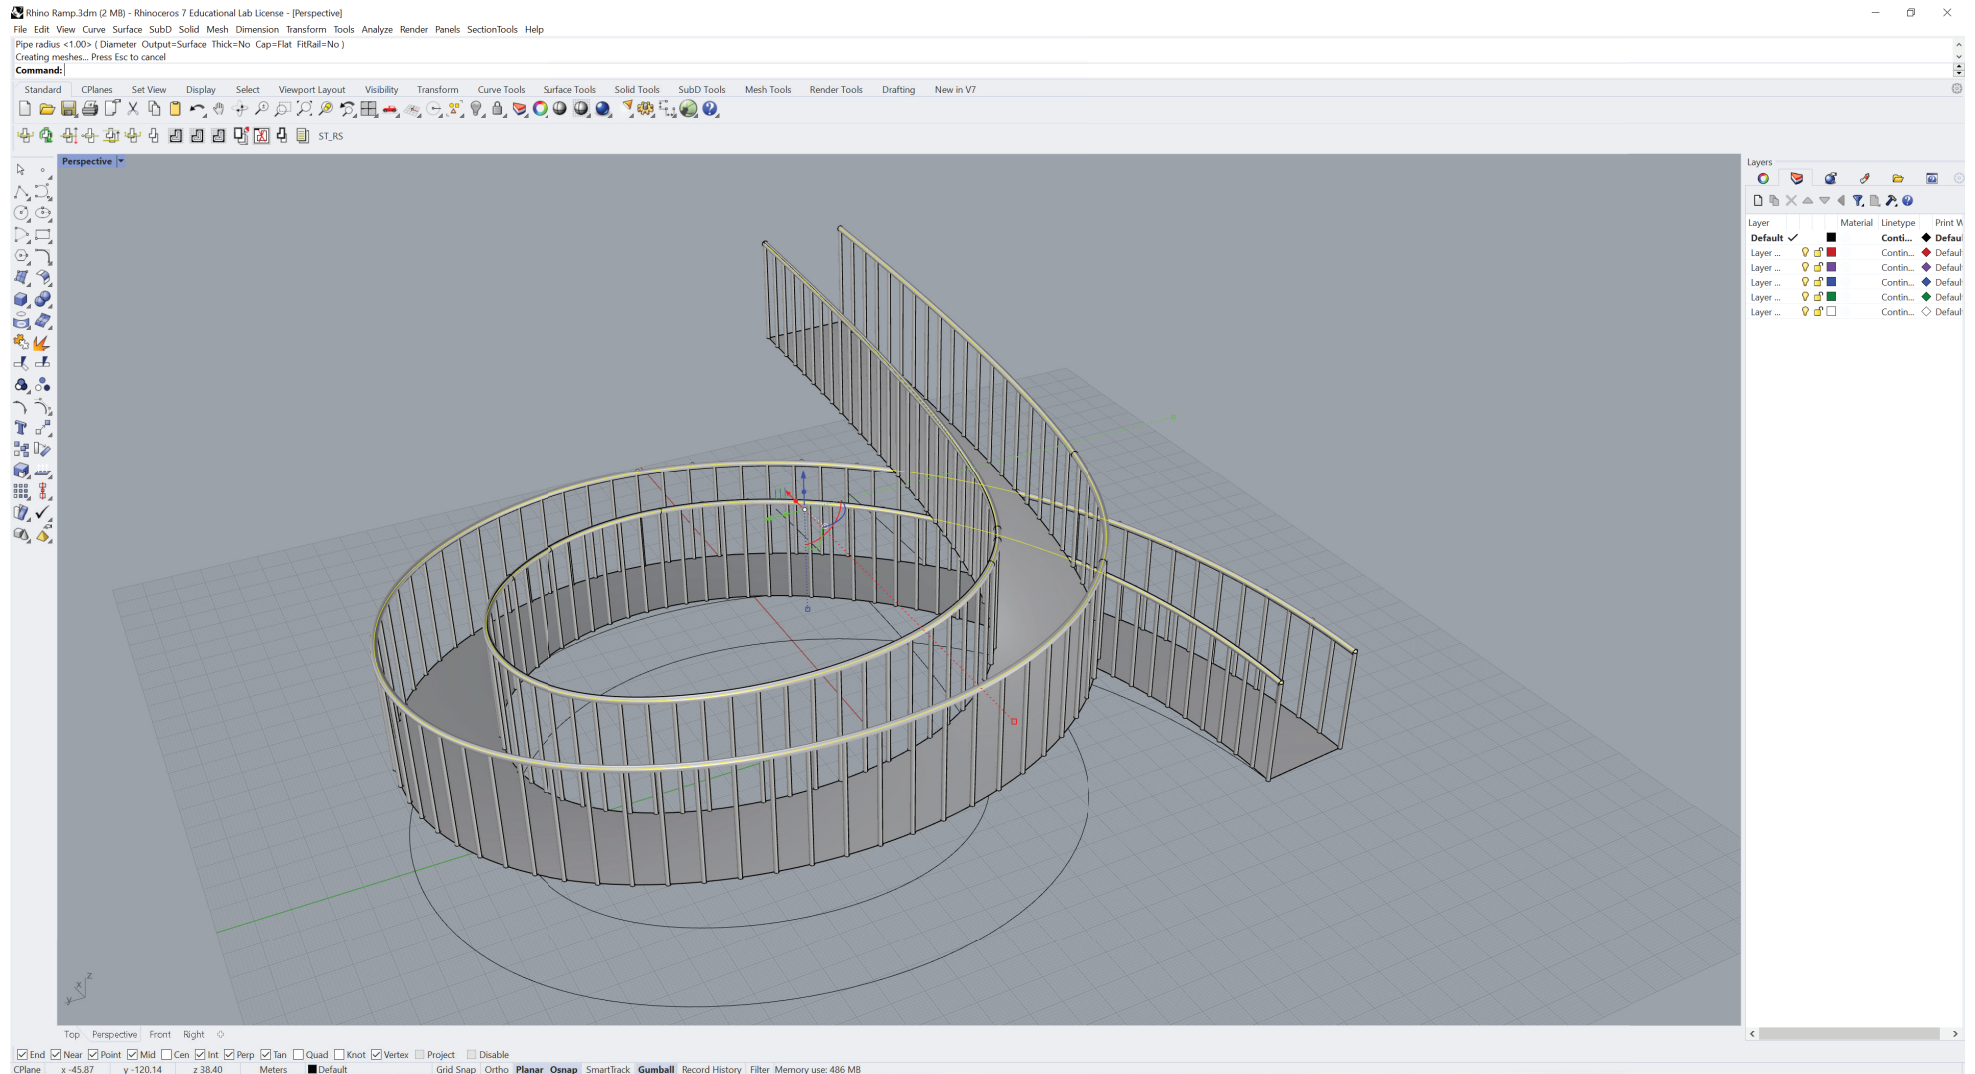 Rhino Ramp.3dm (2 MB) - Rhinoceros 7 Educational Lab License - [Perspective]
File Edit View Curve Surface SubD Solid Mesh Dimension Transform Tools Analyze Render Panels SectionTools Help
Pipe radius <1.00> ( Diameter Output=Surface Thick=No Cap=Flat FitRail=No )
Creating meshes... Press Esc to cancel
Command:
Standard CPlanes Set View Display Select Viewport Layout Visibility Transform Curve Tools Surface Tools Solid Tools SubD Tools Mesh Tools Render Tools Drafting New in V7
ST_RS
Perspective
Layers
Layer Material Linetype Print W
Default Conti... Defau
Layer ... Contin... Defaul
Layer ... Contin... Defaul
Layer ... Contin... Defaul
Layer ... Contin... Defaul
Layer ... Contin... Defaul
z
x
y
Top Perspective Front Right
End Near Point Mid Cen Int Perp Tan Quad Knot Vertex Project Disable
CPlane x -45.87 y -120.14 z 38.40 Meters Default Grid Snap Ortho Planar Osnap SmartTrack Gumball Record History Filter Memory use: 486 MB